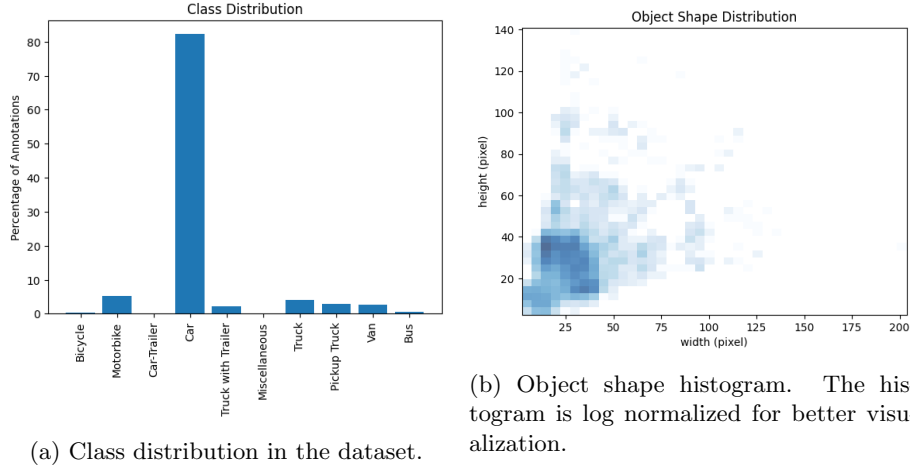 Class Distribution
Percentage of Annotations
80
70
60
50
40
30
20
10
0
Bicycle
Motorbike
Car-Trailer
Car
Truck with Trailer
Miscellaneous
Truck
Pickup Truck
Van
Bus
(a) Class distribution in the dataset.
Object Shape Distribution
height (pixel)
140
120
100
80
60
40
20
25 50 75 100 125 150 175 200
width (pixel)
(b) Object shape histogram. The his
togram is log normalized for better visu
alization.